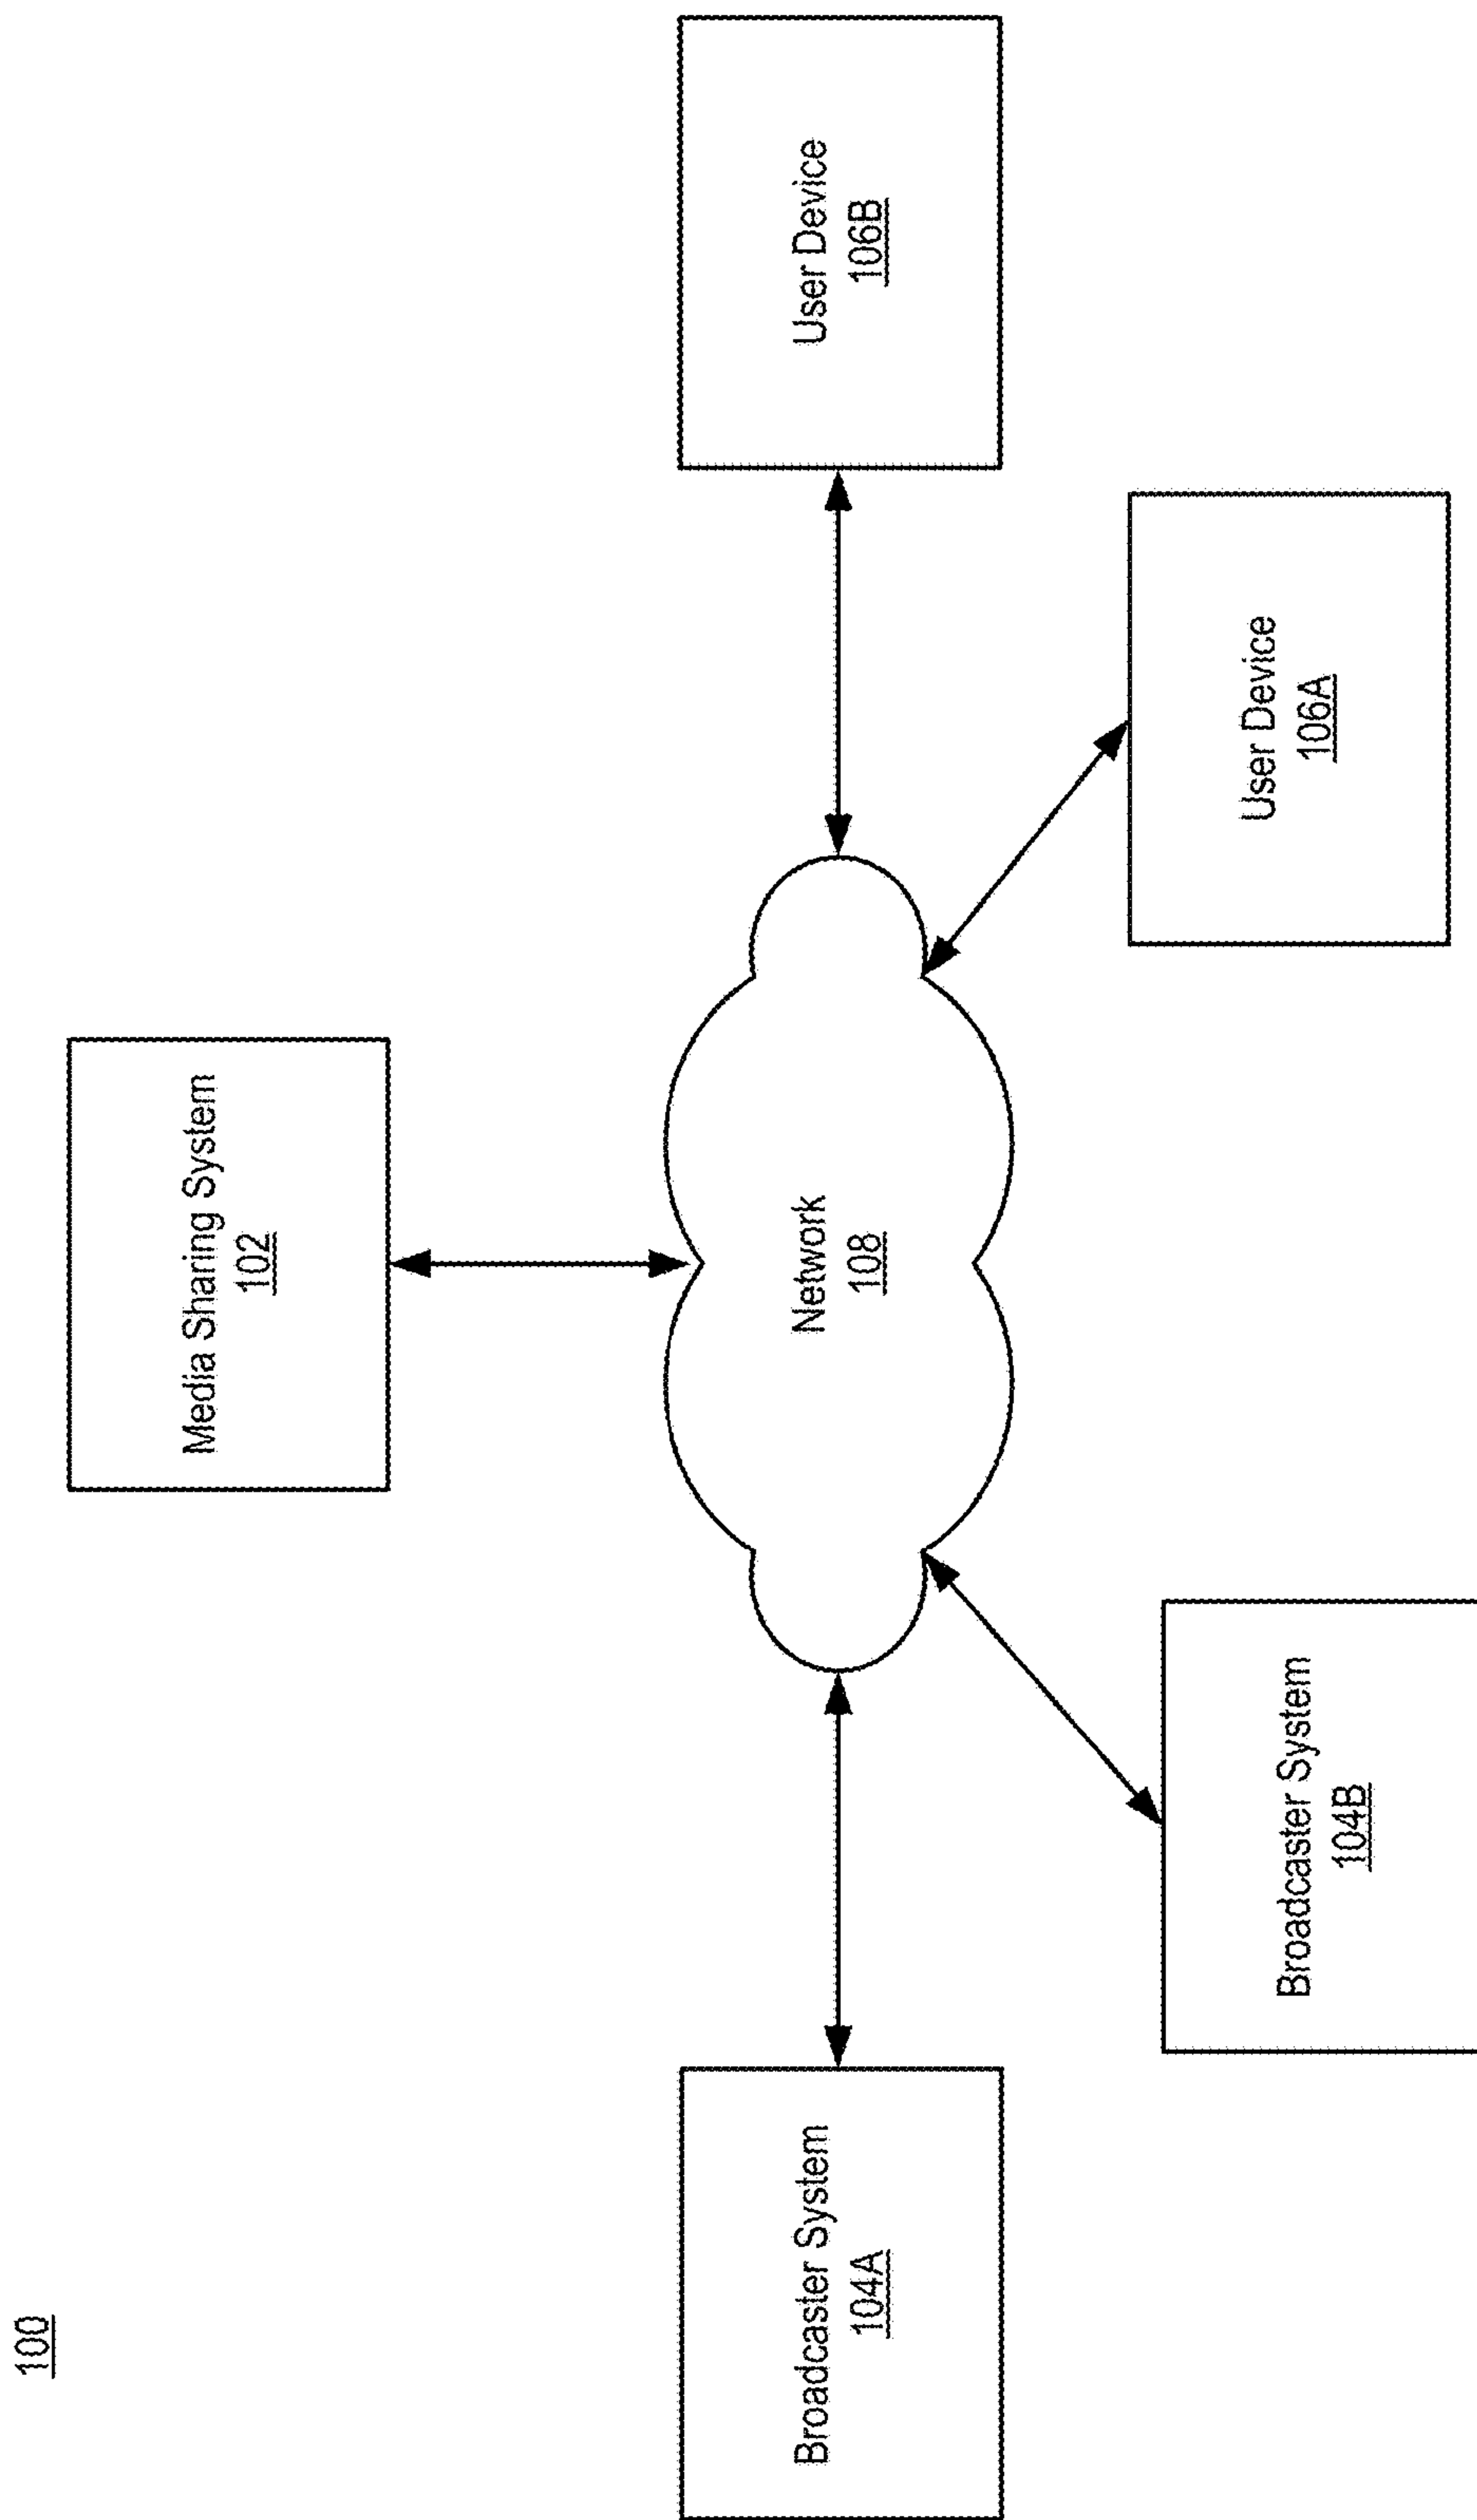 100
Media Sharing System
102
Broadcaster System
104A
Network
108
User Device
106B
Broadcaster System
104B
User Device
106A